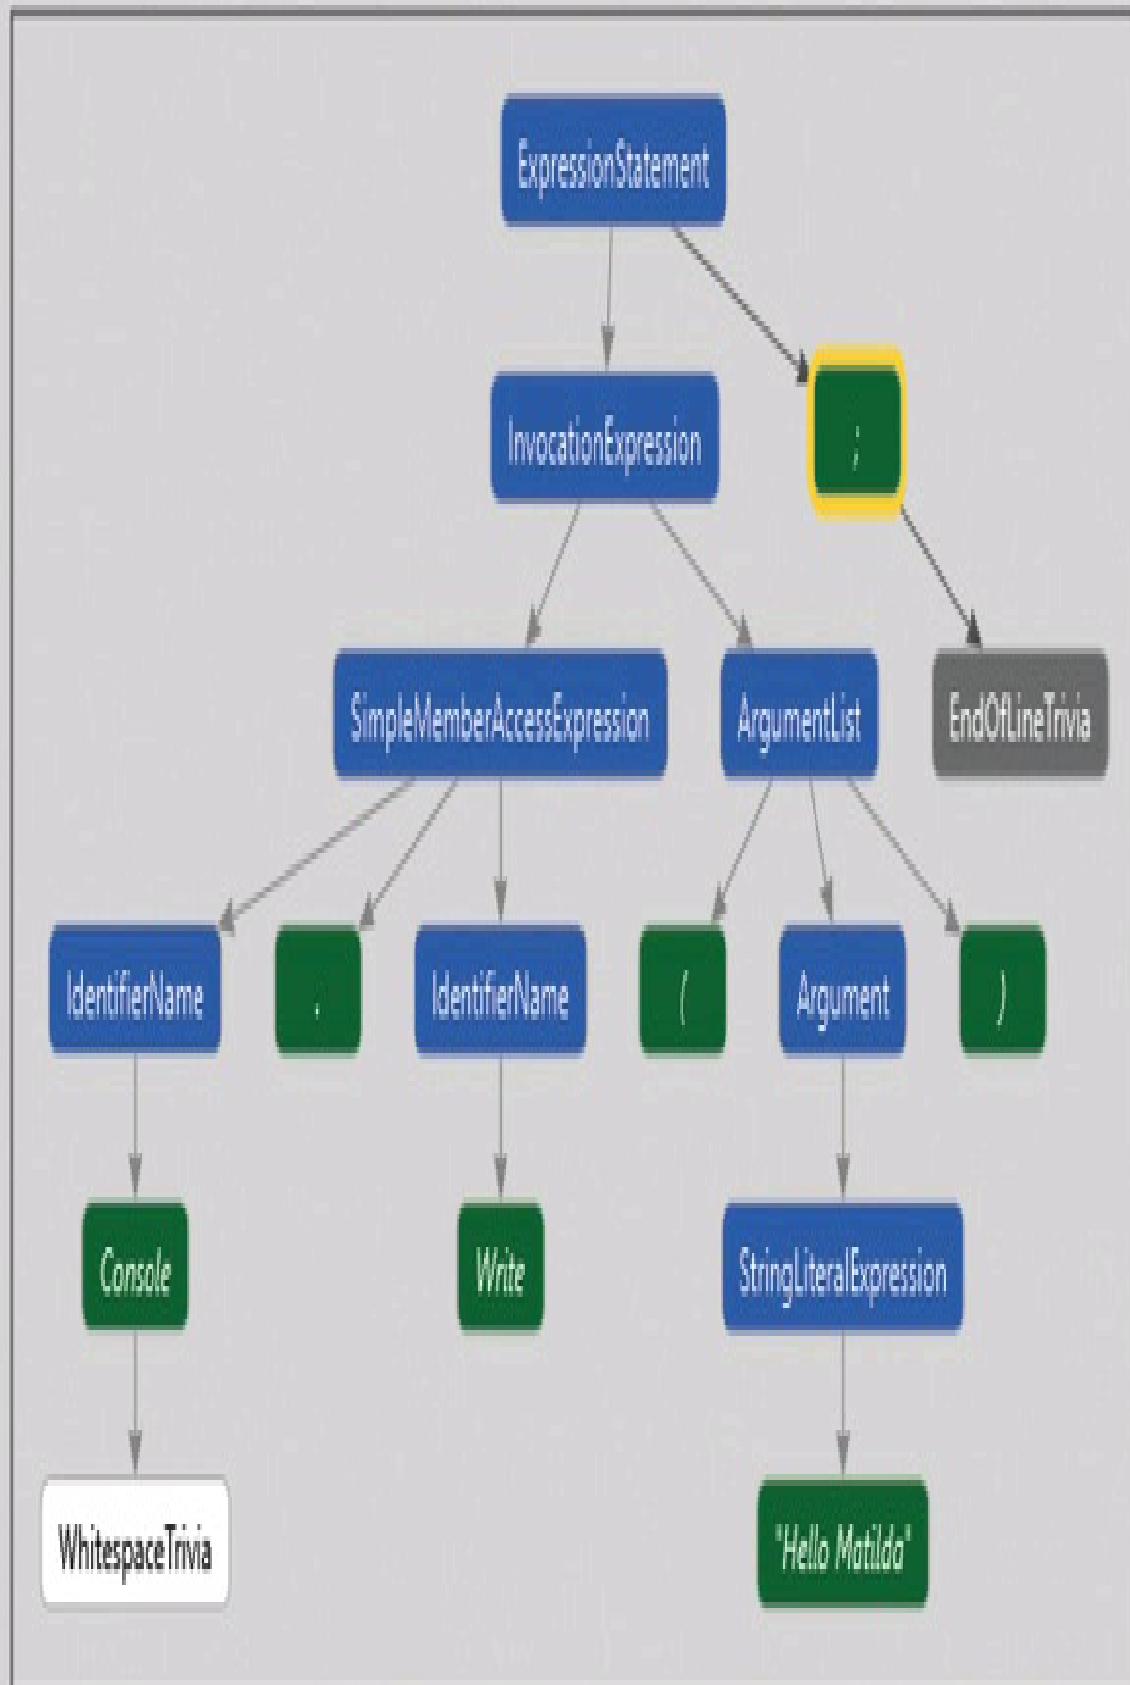 ExpressionStatement
InvocationExpression
;
SimpleMemberAccessExpression
ArgumentList
EndOfLineTrivia
IdentifierName
.
IdentifierName
(
Argument
)
Console
Write
StringLiteralExpression
WhitespaceTrivia
"Hello Matilda"